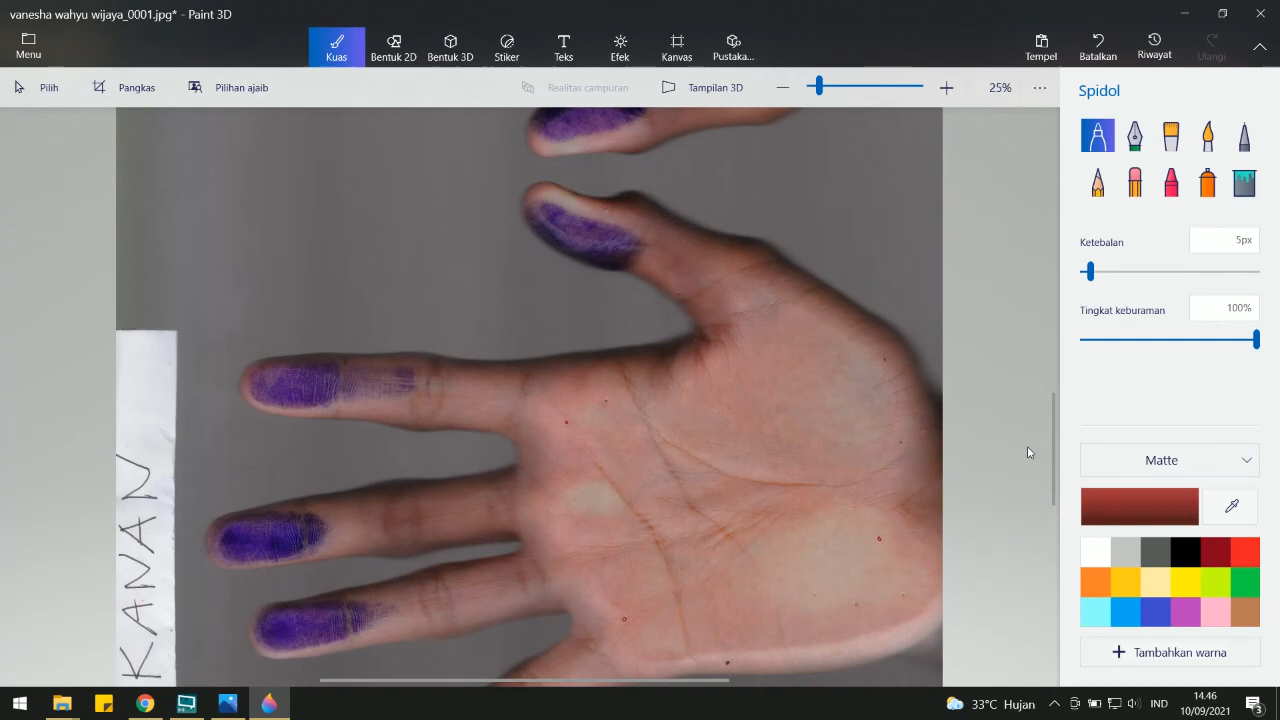 vanesha wahyu wijaya_0001.jpg* - Paint 3D
Menu
Kuas
Bentuk 2D
Bentuk 3D
Stiker
Teks
Efek
Kanvas
Pustaka...
Tempel
Batalkan
Riwayat
Ulangi
Pilih
Pangkas
Pilihan ajaib
Realitas campuran
Tampilan 3D
25%
Spidol
Ketebalan
5px
Tingkat keburaman
100%
Matte
Tambahkan warna
KANAN
33°C Hujan
IND
14.46
10/09/2021
3